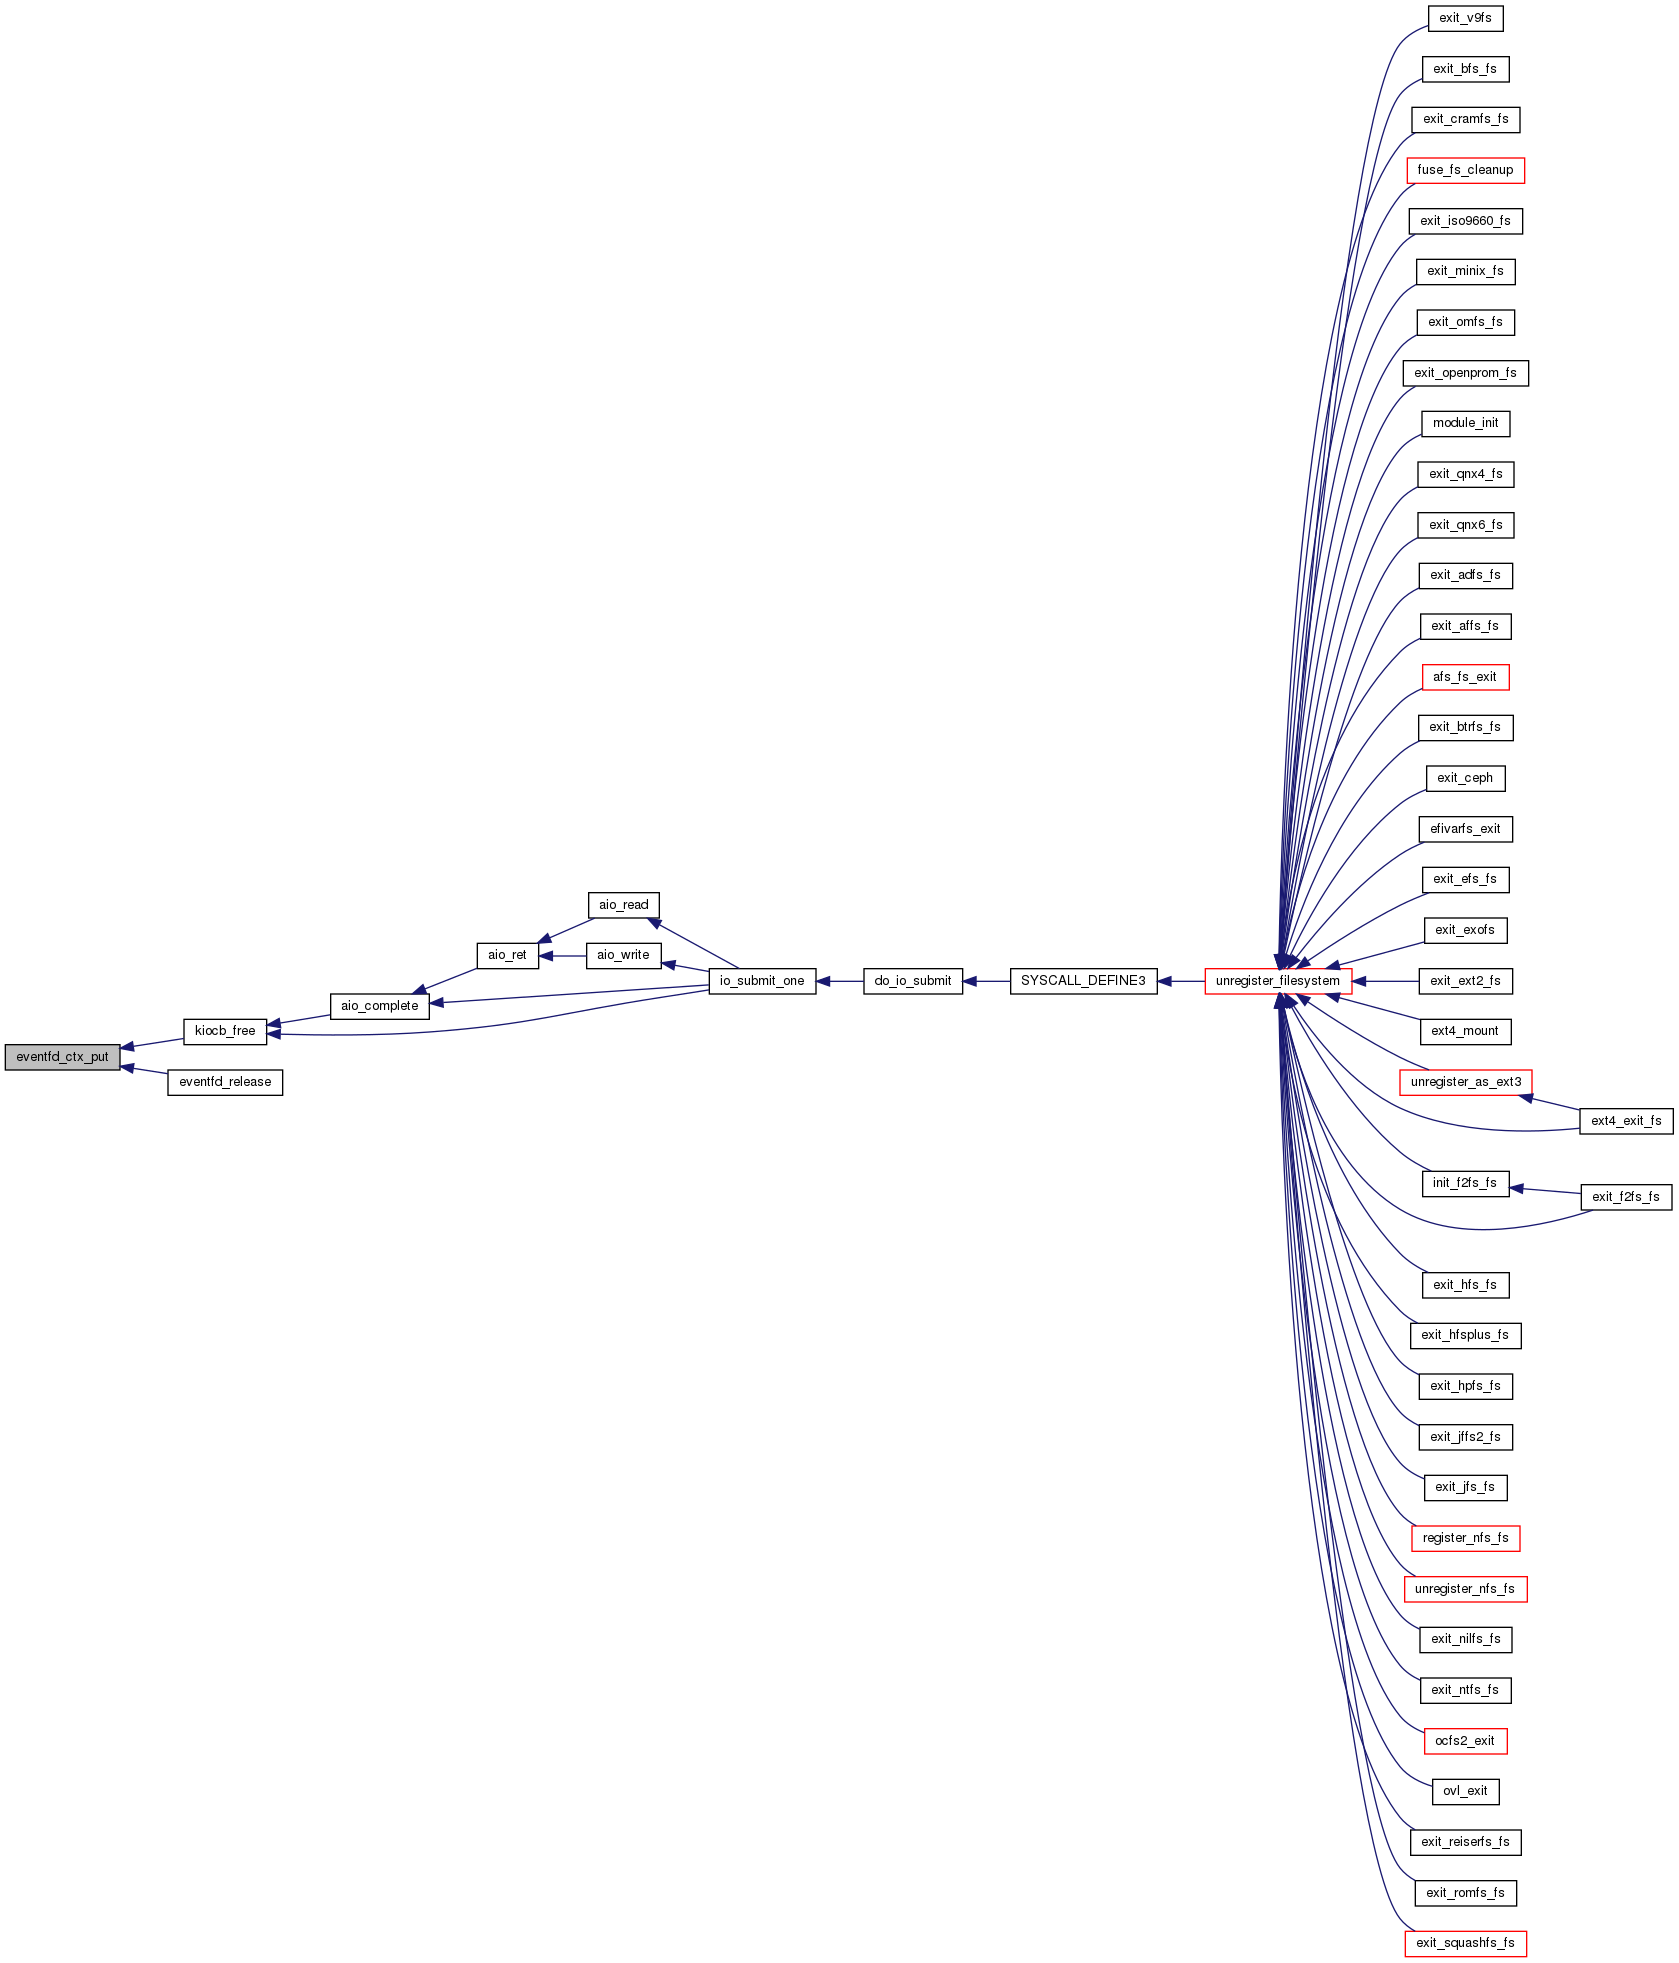 eventfd_ctx_put
kiocb_free
eventfd_release
aio_complete
aio_ret
aio_read
aio_write
io_submit_one
do_io_submit
SYSCALL_DEFINE3
unregister_filesystem
exit_v9fs
exit_bfs_fs
exit_cramfs_fs
fuse_fs_cleanup
exit_iso9660_fs
exit_minix_fs
exit_omfs_fs
exit_openprom_fs
module_init
exit_qnx4_fs
exit_qnx6_fs
exit_adfs_fs
exit_affs_fs
afs_fs_exit
exit_btrfs_fs
exit_ceph
efivarfs_exit
exit_efs_fs
exit_exofs
exit_ext2_fs
ext4_mount
unregister_as_ext3
ext4_exit_fs
init_f2fs_fs
exit_f2fs_fs
exit_hfs_fs
exit_hfsplus_fs
exit_hpfs_fs
exit_jffs2_fs
exit_jfs_fs
register_nfs_fs
unregister_nfs_fs
exit_nilfs_fs
exit_ntfs_fs
ocfs2_exit
ovl_exit
exit_reiserfs_fs
exit_romfs_fs
exit_squashfs_fs